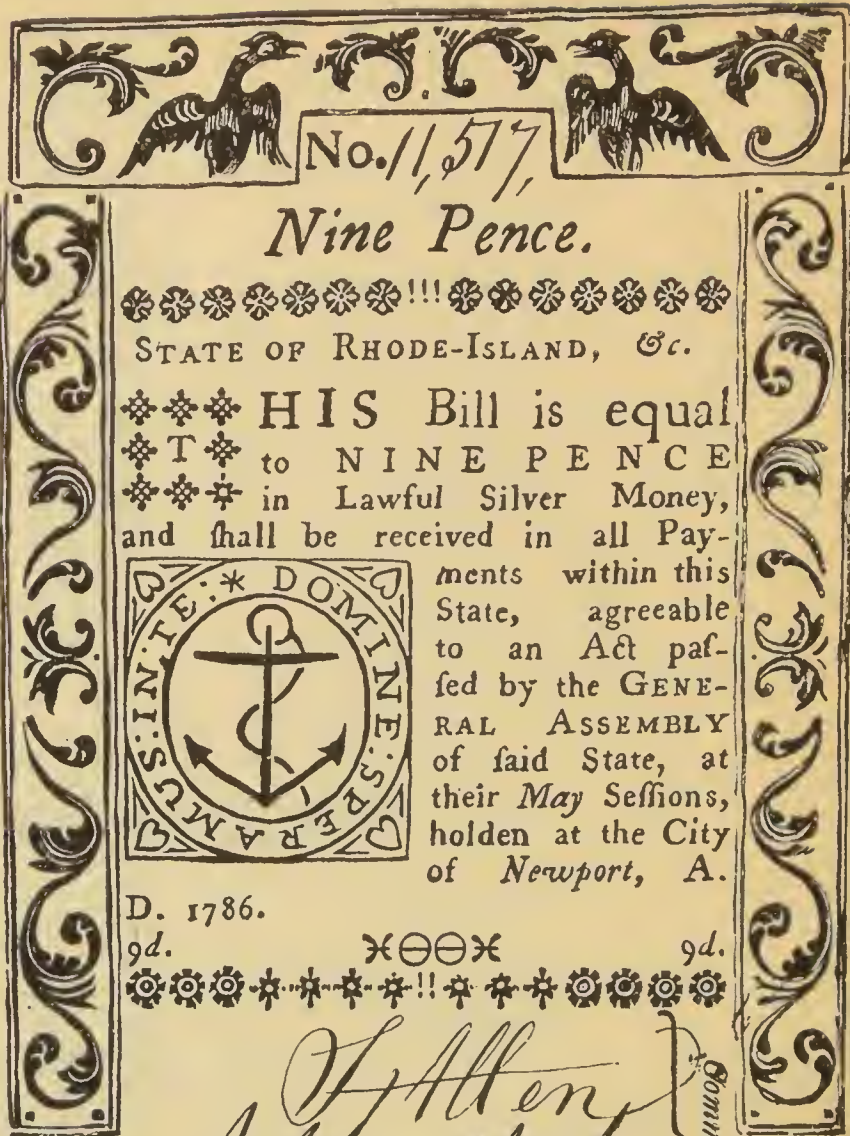 No. 11,517,
Nine Pence.
!!!
STATE OF RHODE-ISLAND, &c.
THIS Bill is equal
to NINE PENCE
in Lawful Silver Money,
and ſhall be received in all Pay-
ments within this
State, agreeable
to an Act paſ-
ſed by the GENE-
RAL ASSEMBLY
of ſaid State, at
their May Seſſions,
holden at the City
of Newport, A.
D. 1786.
DOMINE: SPERAMUS: IN: TE: *
9d. 9d.
!!
Allen